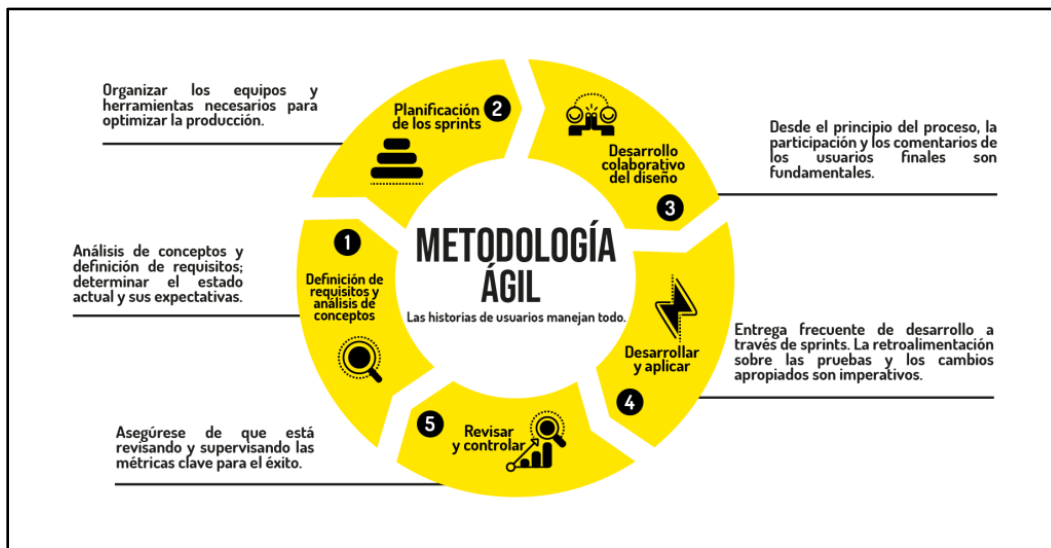 METODOLOGÍA
ÁGIL
Las historias de usuarios manejan todo.
1
Definición de
requisitos y
análisis de
conceptos
Análisis de conceptos y
definición de requisitos;
determinar el estado
actual y sus expectativas.
2
Planificación
de los sprints
Organizar los equipos y
herramientas necesarios para
optimizar la producción.
Desarrollo
colaborativo
del diseño
3
Desde el principio del proceso, la
participación y los comentarios de
los usuarios finales son
fundamentales.
Desarrollar
y aplicar
4
Entrega frecuente de desarrollo a
través de sprints. La retroalimentación
sobre las pruebas y los cambios
apropiados son imperativos.
5
Revisar
y controlar
Asegúrese de que está
revisando y supervisando las
métricas clave para el éxito.